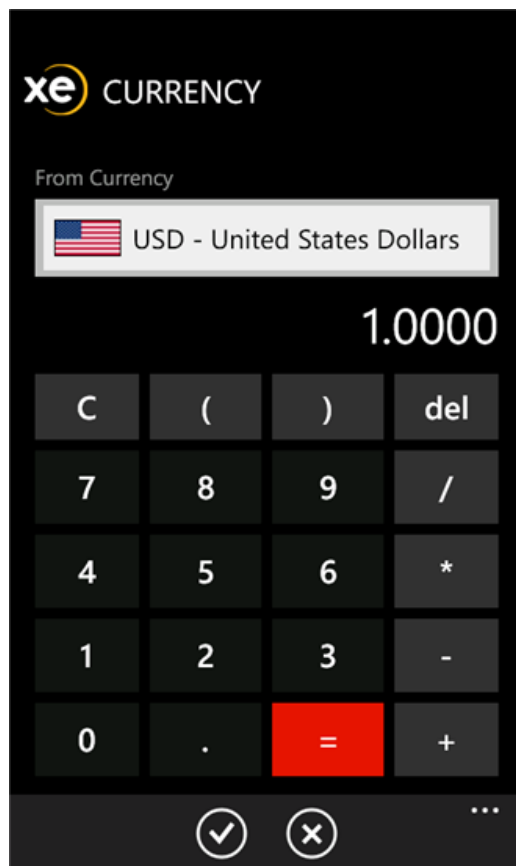 xe CURRENCY
From Currency
USD - United States Dollars
1.0000
C ( ) del
7 8 9 /
4 5 6 *
1 2 3 -
0 . = +
...